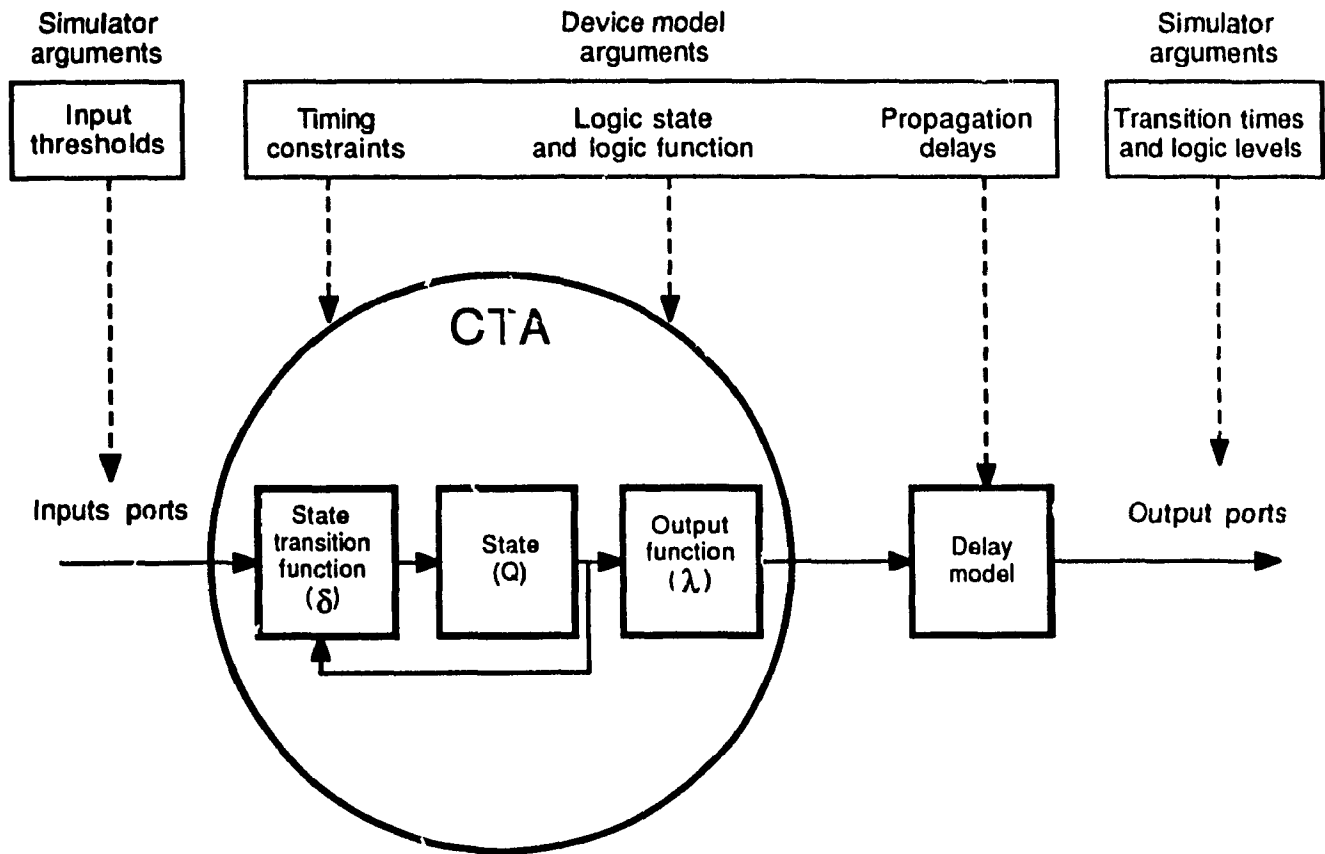 Simulator
arguments
Device model
arguments
Simulator
arguments
Input
thresholds
Timing
constraints
Logic state
and logic function
Propagation
delays
Transition times
and logic levels
CTA
Inputs ports
State
transition
function
(δ)
State
(Q)
Output
function
(λ)
Delay
model
Output ports